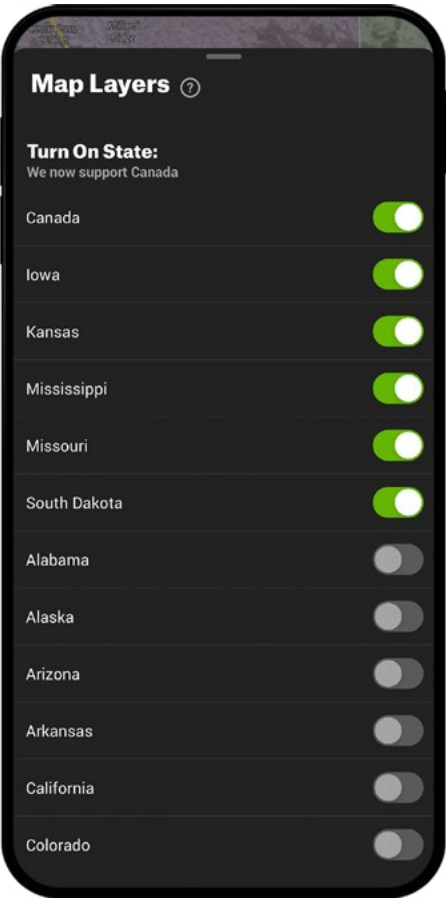 Map Layers ?
Turn On State:
We now support Canada
Canada
Iowa
Kansas
Mississippi
Missouri
South Dakota
Alabama
Alaska
Arizona
Arkansas
California
Colorado